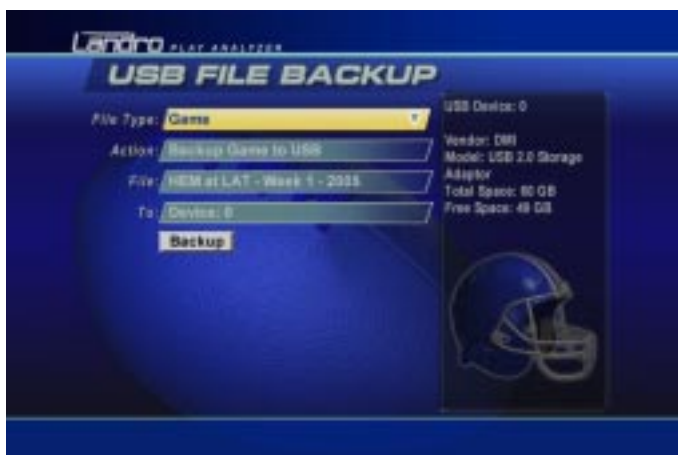 Landro PLAY ANALYZER
USB FILE BACKUP
File Type: Game
Action: Backup Game to USB
File: HEM at LAT - Week 1 - 2005
To: Device: 0
Backup
USB Device: 0
Vendor: DMI
Model: USB 2.0 Storage
Adaptor
Total Space: 60 GB
Free Space: 49 GB